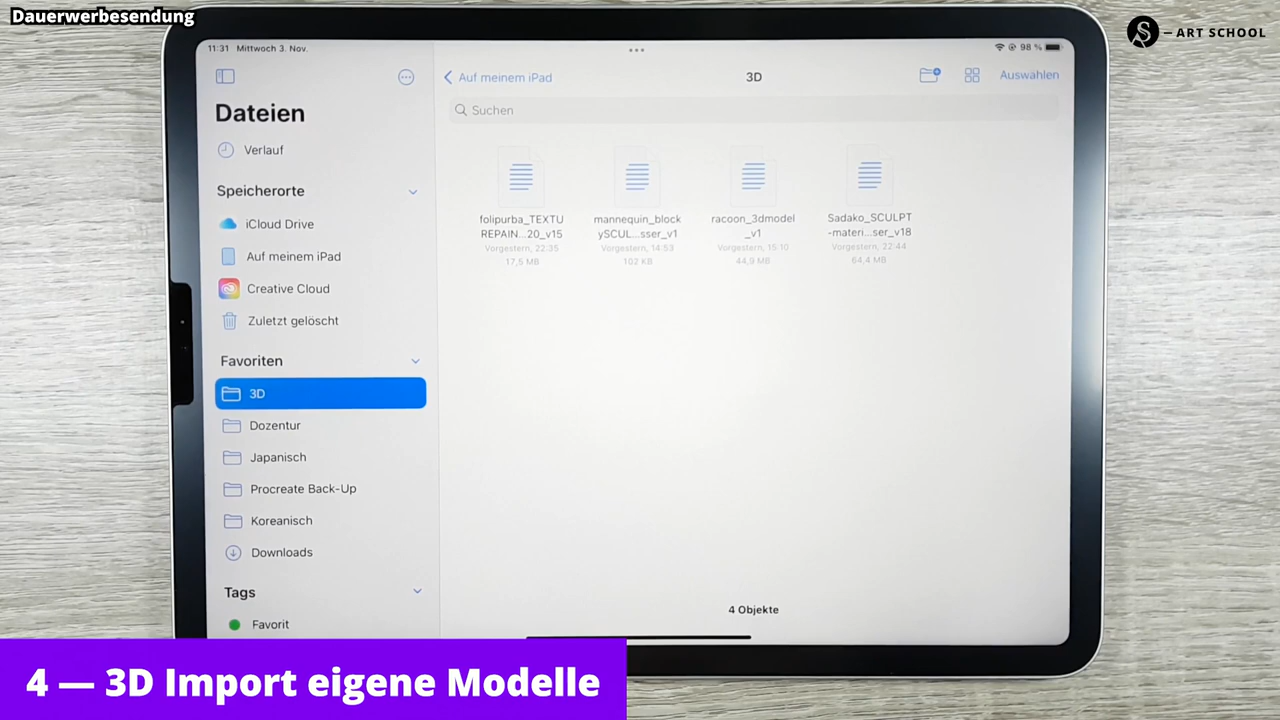 Dauerwerbesendung
— ART SCHOOL
11:31 Mittwoch 3. Nov.
98 %
Dateien
Verlauf
Speicherorte
iCloud Drive
Auf meinem iPad
Creative Cloud
Zuletzt gelöscht
Favoriten
3D
Dozentur
Japanisch
Procreate Back-Up
Koreanisch
Downloads
Tags
Favorit
Auf meinem iPad
3D
Auswählen
Suchen
folipurba_TEXTU
REPAIN...20_v15
Vorgestern, 22:35
17,5 MB
mannequin_block
ySCUL...sser_v1
Vorgestern, 14:53
102 KB
racoon_3dmodel
_v1
Vorgestern, 15:10
44,9 MB
Sadako_SCULPT
-materi...ser_v18
Vorgestern, 22:44
64,4 MB
4 Objekte
4 — 3D Import eigene Modelle